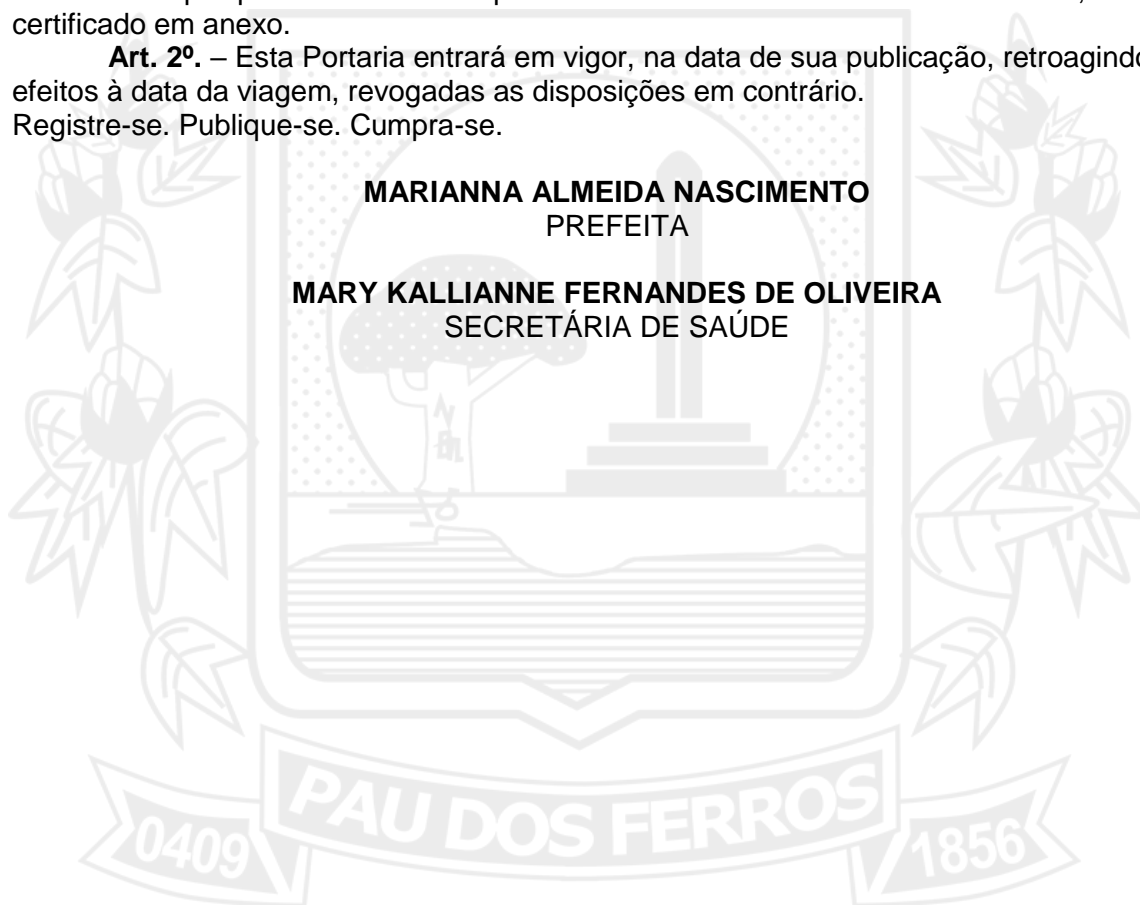 certificado em anexo.
Art. 2º. – Esta Portaria entrará em vigor, na data de sua publicação, retroagindo
efeitos à data da viagem, revogadas as disposições em contrário.
Registre-se. Publique-se. Cumpra-se.
MARIANNA ALMEIDA NASCIMENTO
PREFEITA
MARY KALLIANNE FERNANDES DE OLIVEIRA
SECRETÁRIA DE SAÚDE
PAU DOS FERROS
0409
1856